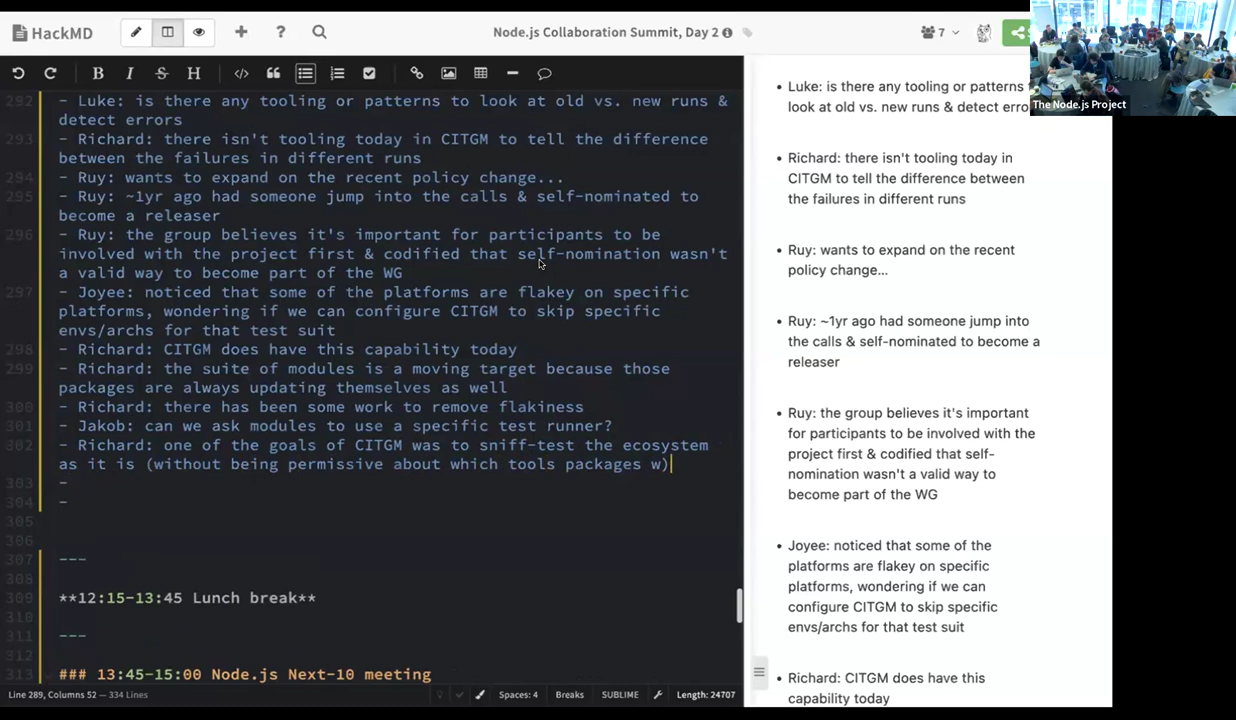 HackMD
Node.js Collaboration Summit, Day 2
7
The Node.js Project
B I S H
292 - Luke: is there any tooling or patterns to look at old vs. new runs &
detect errors
293 - Richard: there isn't tooling today in CITGM to tell the difference
between the failures in different runs
294 - Ruy: wants to expand on the recent policy change...
295 - Ruy: ~1yr ago had someone jump into the calls & self-nominated to
become a releaser
296 - Ruy: the group believes it's important for participants to be
involved with the project first & codified that self-nomination wasn't
a valid way to become part of the WG
297 - Joyee: noticed that some of the platforms are flakey on specific
platforms, wondering if we can configure CITGM to skip specific
envs/archs for that test suit
298 - Richard: CITGM does have this capability today
299 - Richard: the suite of modules is a moving target because those
packages are always updating themselves as well
300 - Richard: there has been some work to remove flakiness
301 - Jakob: can we ask modules to use a specific test runner?
302 - Richard: one of the goals of CITGM was to sniff-test the ecosystem
as it is (without being permissive about which tools packages w)
303 -
304 -
305
306
307 ---
308
309 **12:15-13:45 Lunch break**
310
311 ---
312
313 ### 13:45-15:00 Node.js Next-10 meeting
Line 289, Columns 52 — 334 Lines
Spaces: 4
Breaks
SUBLIME
Length: 24707
• Luke: is there any tooling or patterns
look at old vs. new runs & detect erro
• Richard: there isn't tooling today in
CITGM to tell the difference between
the failures in different runs
• Ruy: wants to expand on the recent
policy change...
• Ruy: ~1yr ago had someone jump into
the calls & self-nominated to become a
releaser
• Ruy: the group believes it's important
for participants to be involved with the
project first & codified that self-
nomination wasn't a valid way to
become part of the WG
• Joyee: noticed that some of the
platforms are flakey on specific
platforms, wondering if we can
configure CITGM to skip specific
envs/archs for that test suit
• Richard: CITGM does have this
capability today